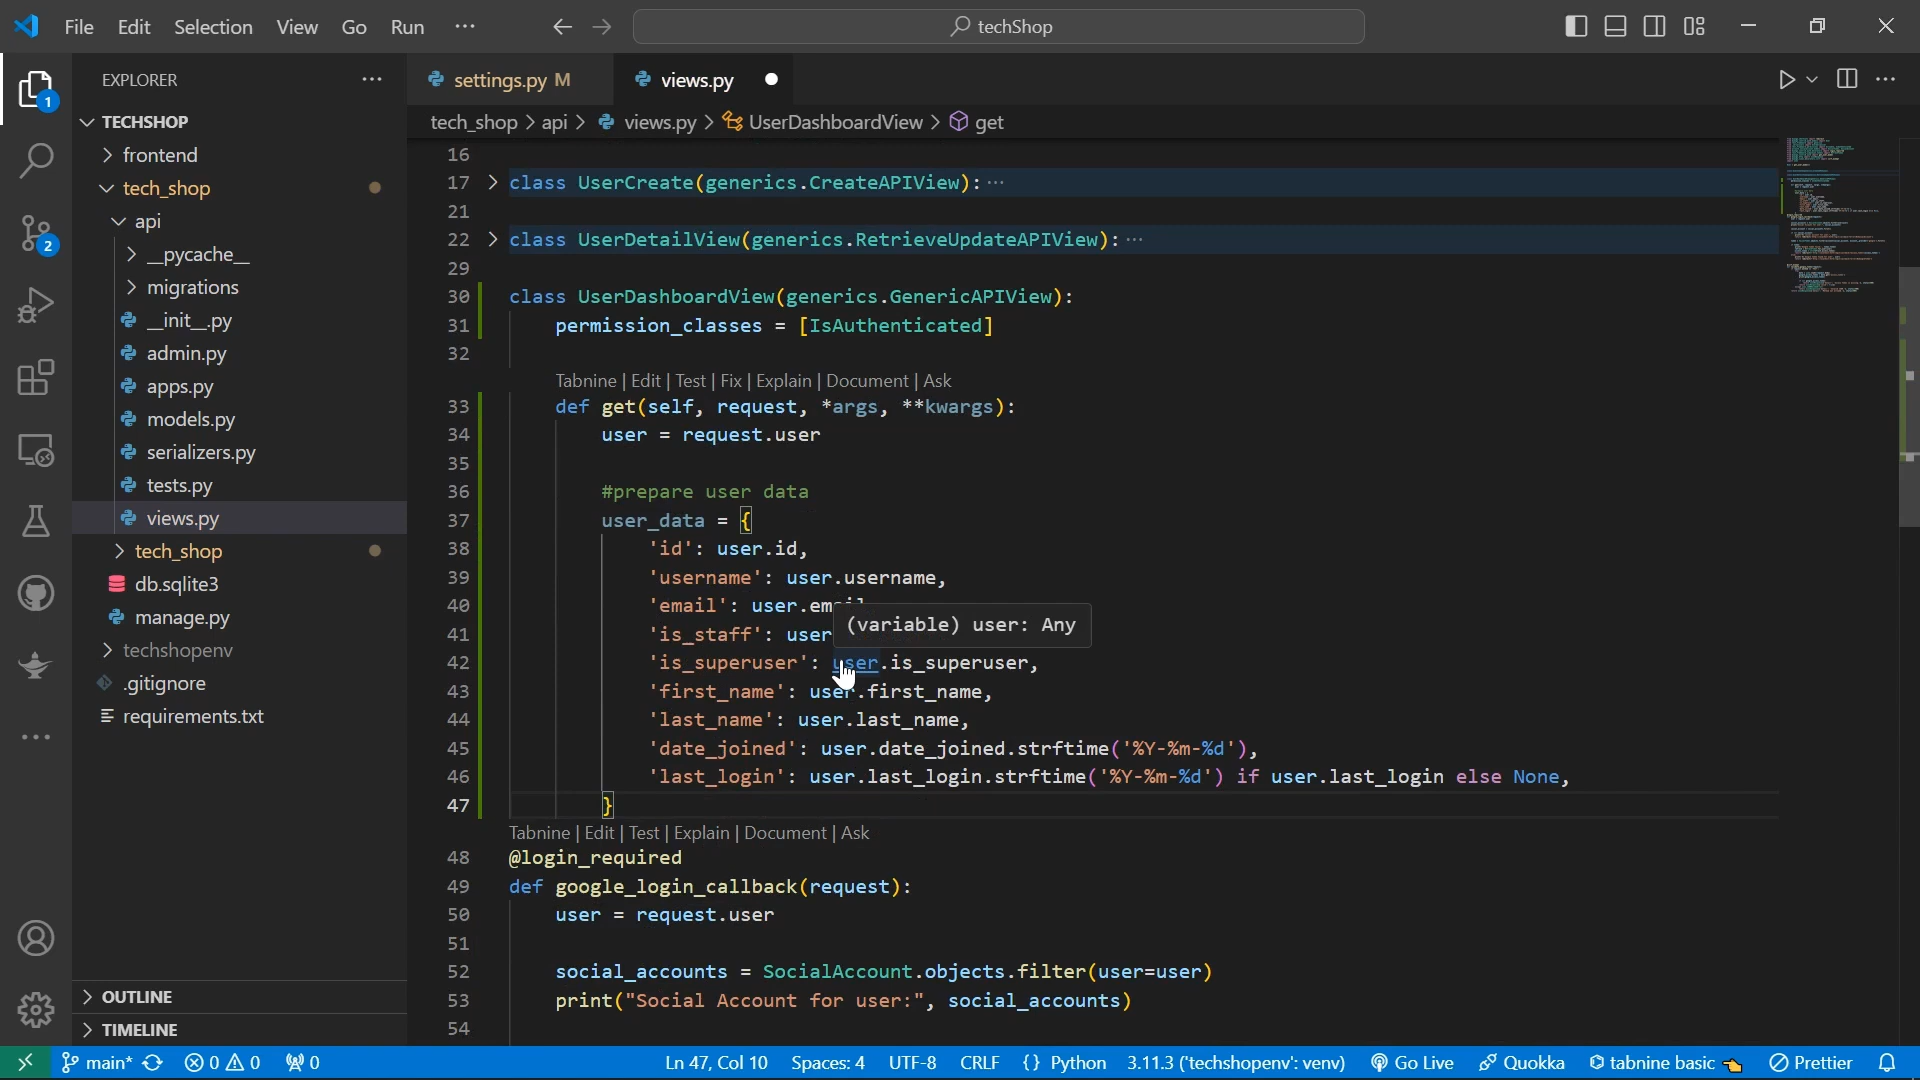 File Edit Selection View Go Run ··· techShop
EXPLORER ···
settings.py M views.py
TECHSHOP
tech_shop > api > views.py > UserDashboardView > get
frontend
tech_shop
api
__pycache__
migrations
__init__.py
admin.py
apps.py
models.py
serializers.py
tests.py
views.py
tech_shop
db.sqlite3
manage.py
techshopenv
.gitignore
requirements.txt
OUTLINE
TIMELINE
1
2
16
17 class UserCreate(generics.CreateAPIView): ···
21
22 class UserDetailView(generics.RetrieveUpdateAPIView): ···
29
30 class UserDashboardView(generics.GenericAPIView):
31 permission_classes = [IsAuthenticated]
32
Tabnine | Edit | Test | Fix | Explain | Document | Ask
33 def get(self, request, *args, **kwargs):
34 user = request.user
35
36 #prepare user data
37 user_data = {
38 'id': user.id,
39 'username': user.username,
40 'email': user.email
(variable) user: Any
41 'is_staff': user
42 'is_superuser': user.is_superuser,
43 'first_name': user.first_name,
44 'last_name': user.last_name,
45 'date_joined': user.date_joined.strftime('%Y-%m-%d'),
46 'last_login': user.last_login.strftime('%Y-%m-%d') if user.last_login else None,
47 }
Tabnine | Edit | Test | Explain | Document | Ask
48 @login_required
49 def google_login_callback(request):
50 user = request.user
51
52 social_accounts = SocialAccount.objects.filter(user=user)
53 print("Social Account for user:", social_accounts)
54
main* 0 0 0 Ln 47, Col 10 Spaces: 4 UTF-8 CRLF {} Python 3.11.3 ('techshopenv': venv) Go Live Quokka tabnine basic Prettier